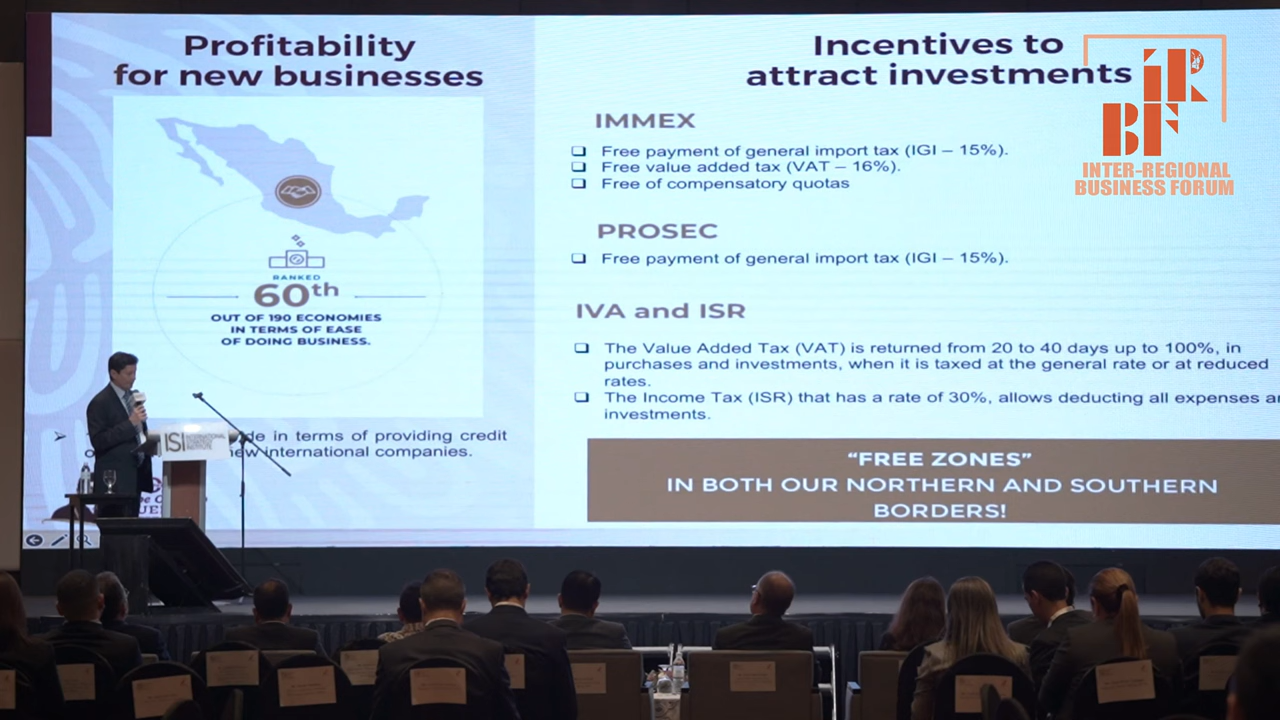 Profitability
for new businesses
RANKED
60th
OUT OF 190 ECONOMIES
IN TERMS OF EASE
OF DOING BUSINESS.
de in terms of providing credit
new international companies.
Incentives to
attract investments
IMMEX
Free payment of general import tax (IGI – 15%).
Free value added tax (VAT – 16%).
Free of compensatory quotas
PROSEC
Free payment of general import tax (IGI – 15%).
IVA and ISR
The Value Added Tax (VAT) is returned from 20 to 40 days up to 100%, in
purchases and investments, when it is taxed at the general rate or at reduced
rates.
The Income Tax (ISR) that has a rate of 30%, allows deducting all expenses
investments.
“FREE ZONES”
IN BOTH OUR NORTHERN AND SOUTHERN
BORDERS!
IR
BF
INTER-REGIONAL
BUSINESS FORUM
ISI INTERNATIONAL
INSTITUTE